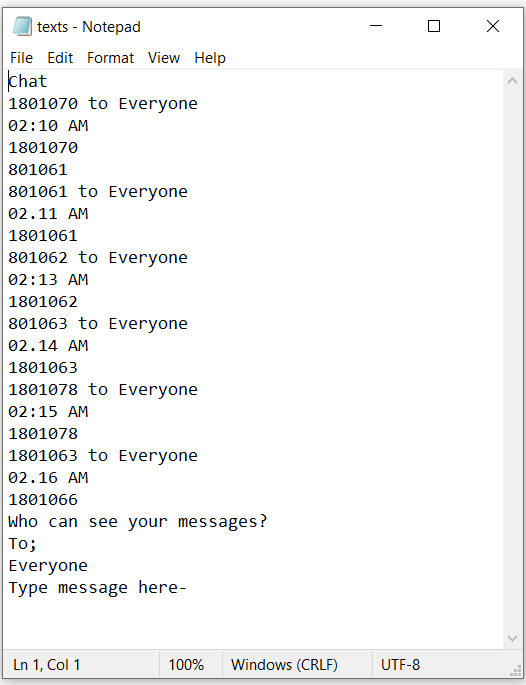 texts - Notepad
File Edit Format View Help
Chat
1801070 to Everyone
02:10 AM
1801070
801061
801061 to Everyone
02.11 AM
1801061
801062 to Everyone
02:13 AM
1801062
801063 to Everyone
02.14 AM
1801063
1801078 to Everyone
02:15 AM
1801078
1801063 to Everyone
02.16 AM
1801066
Who can see your messages?
To;
Everyone
Type message here-
Ln 1, Col 1 100% Windows (CRLF) UTF-8